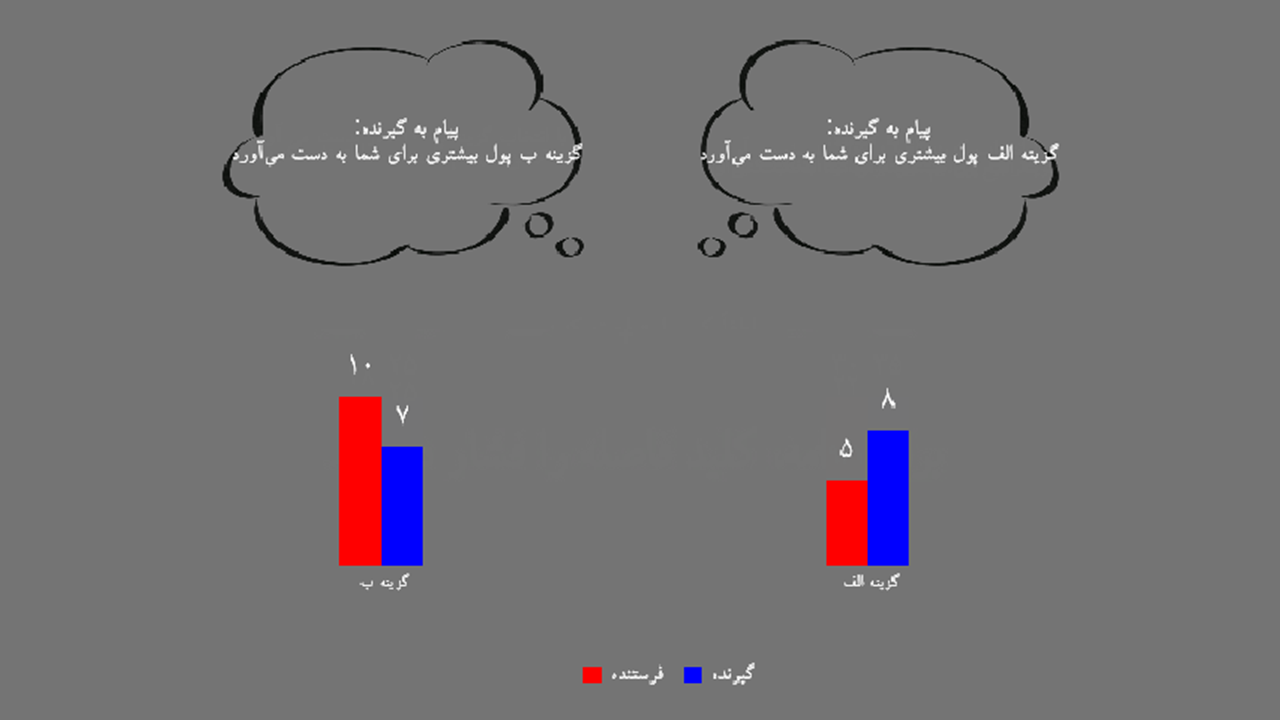 پیام به گیرنده:
گزینه الف پول بیشتری برای شما به دست می‌آورد
پیام به گیرنده:
گزینه ب پول بیشتری برای شما به دست می‌آورد
۸
۵
گزینه الف
۱۰
۷
گزینه ب
گیرنده
فرستنده